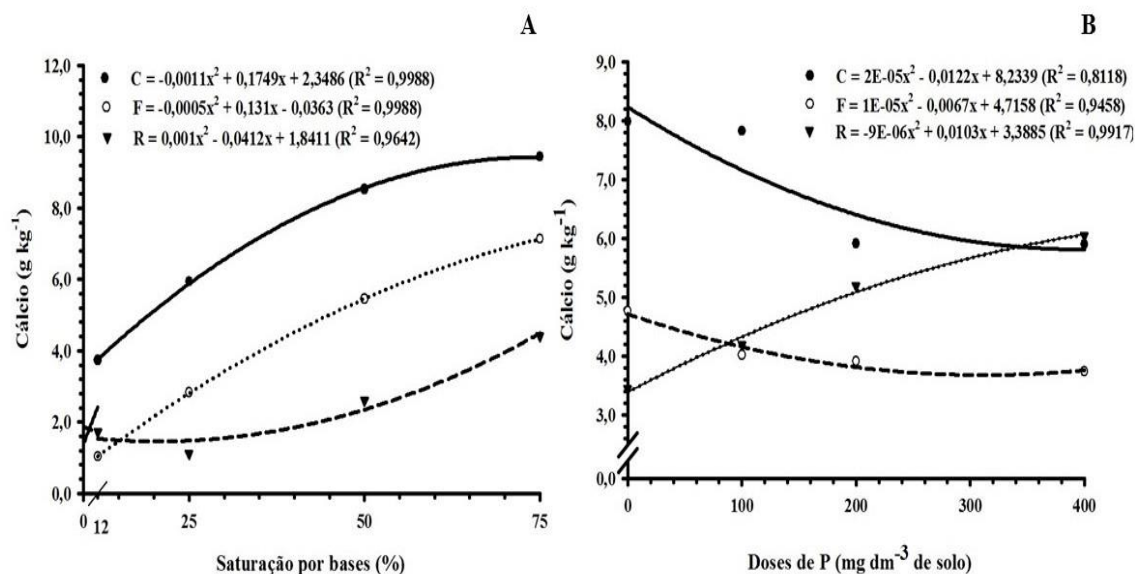 A
C = -0,0011x² + 0,1749x + 2,3486 (R² = 0,9988)
F = -0,0005x² + 0,131x - 0,0363 (R² = 0,9988)
R = 0,001x² - 0,0412x + 1,8411 (R² = 0,9642)
Cálcio (g kg⁻¹)
12,0
10,0
8,0
6,0
4,0
2,0
0,0
0 12 25 50 75
Saturação por bases (%)
B
C = 2E-05x² - 0,0122x + 8,2339 (R² = 0,8118)
F = 1E-05x² - 0,0067x + 4,7158 (R² = 0,9458)
R = -9E-06x² + 0,0103x + 3,3885 (R² = 0,9917)
Cálcio (g kg⁻¹)
9,0
8,0
7,0
6,0
5,0
4,0
3,0
0,0
0 100 200 300 400
Doses de P (mg dm⁻³ de solo)